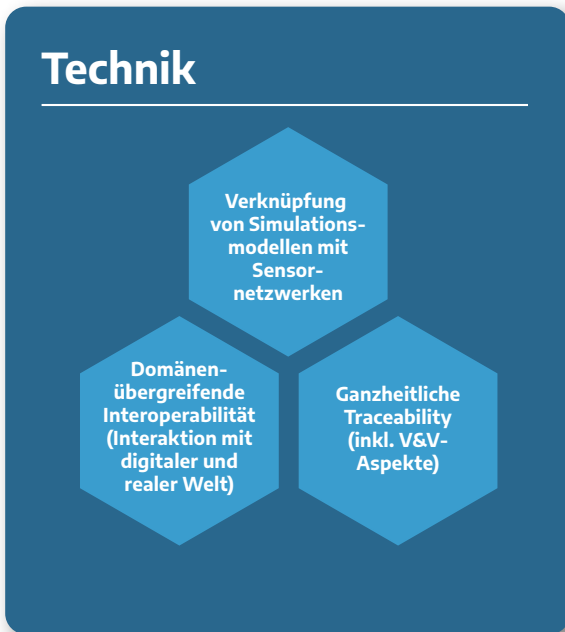 Technik
Verknüpfung
von Simulations-
modellen mit
Sensor-
netzwerken
Domänen-
übergreifende
Interoperabilität
(Interaktion mit
digitaler und
realer Welt)
Ganzheitliche
Traceability
(inkl. V&V-
Aspekte)